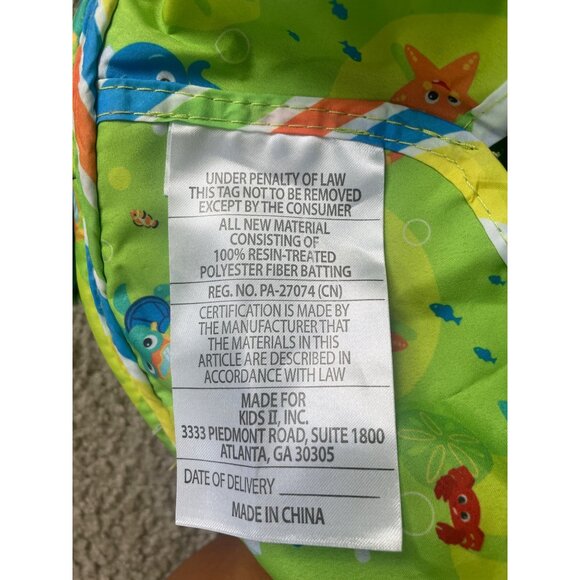 UNDER PENALTY OF LAW
THIS TAG NOT TO BE REMOVED
EXCEPT BY THE CONSUMER
ALL NEW MATERIAL
CONSISTING OF
100% RESIN-TREATED
POLYESTER FIBER BATTING
REG. NO. PA-27074 (CN)
CERTIFICATION IS MADE BY
THE MANUFACTURER THAT
THE MATERIALS IN THIS
ARTICLE ARE DESCRIBED IN
ACCORDANCE WITH LAW
MADE FOR
KIDS II, INC.
3333 PIEDMONT ROAD, SUITE 1800
ATLANTA, GA 30305
DATE OF DELIVERY
MADE IN CHINA